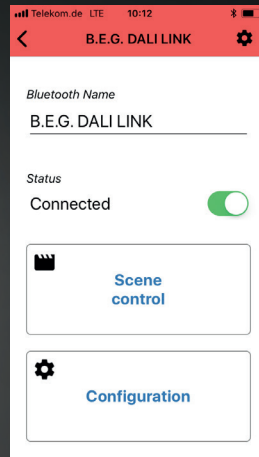 Telekom.de LTE 10:12
B.E.G. DALI LINK
Bluetooth Name
B.E.G. DALI LINK
Status
Connected
Scene
control
Configuration